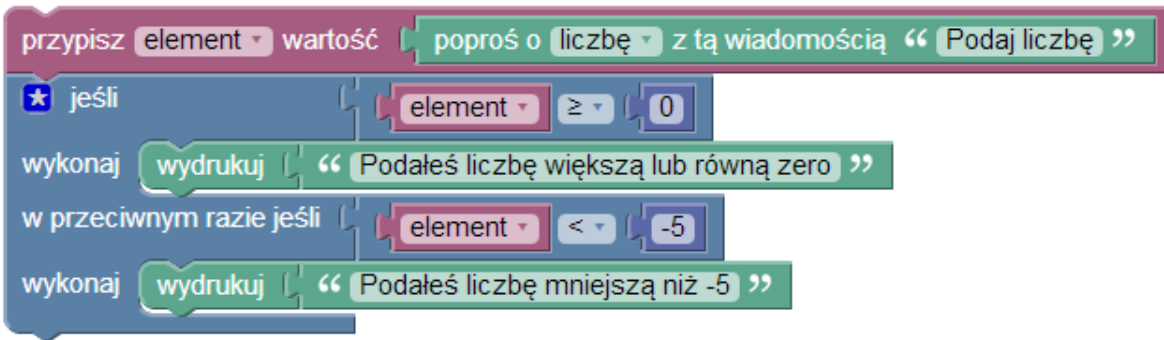 przypisz element wartość poproś o liczbę z tą wiadomością “ Podaj liczbę ”
jeśli element ≥ 0
wykonaj wydrukuj “ Podałeś liczbę większą lub równą zero ”
w przeciwnym razie jeśli element < -5
wykonaj wydrukuj “ Podałeś liczbę mniejszą niż -5 ”